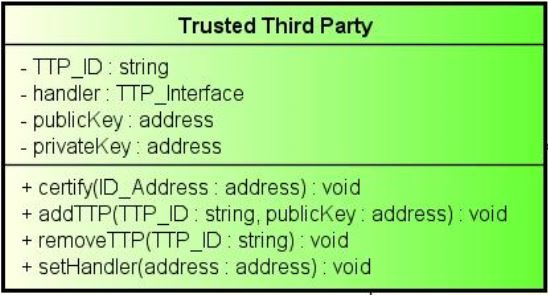 Trusted Third Party
- TTP_ID : string
- handler : TTP_Interface
- publicKey : address
- privateKey : address
+ certify(ID_Address : address) : void
+ addTTP(TTP_ID : string, publicKey : address) : void
+ removeTTP(TTP_ID : string) : void
+ setHandler(address : address) : void